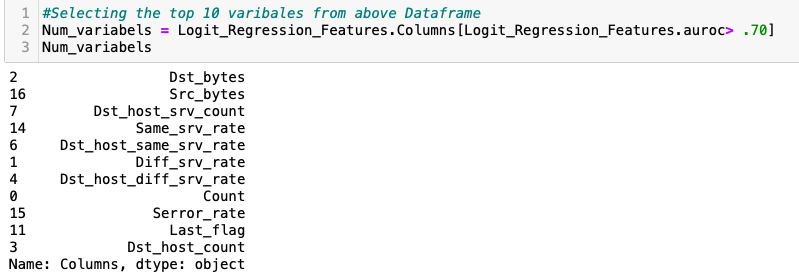 1 #Selecting the top 10 varibales from above Dataframe
2 Num_variabels = Logit_Regression_Features.Columns[Logit_Regression_Features.auroc> .70]
3 Num_variabels
2 Dst_bytes
16 Src_bytes
7 Dst_host_srv_count
14 Same_srv_rate
6 Dst_host_same_srv_rate
1 Diff_srv_rate
4 Dst_host_diff_srv_rate
0 Count
15 Serror_rate
11 Last_flag
3 Dst_host_count
Name: Columns, dtype: object